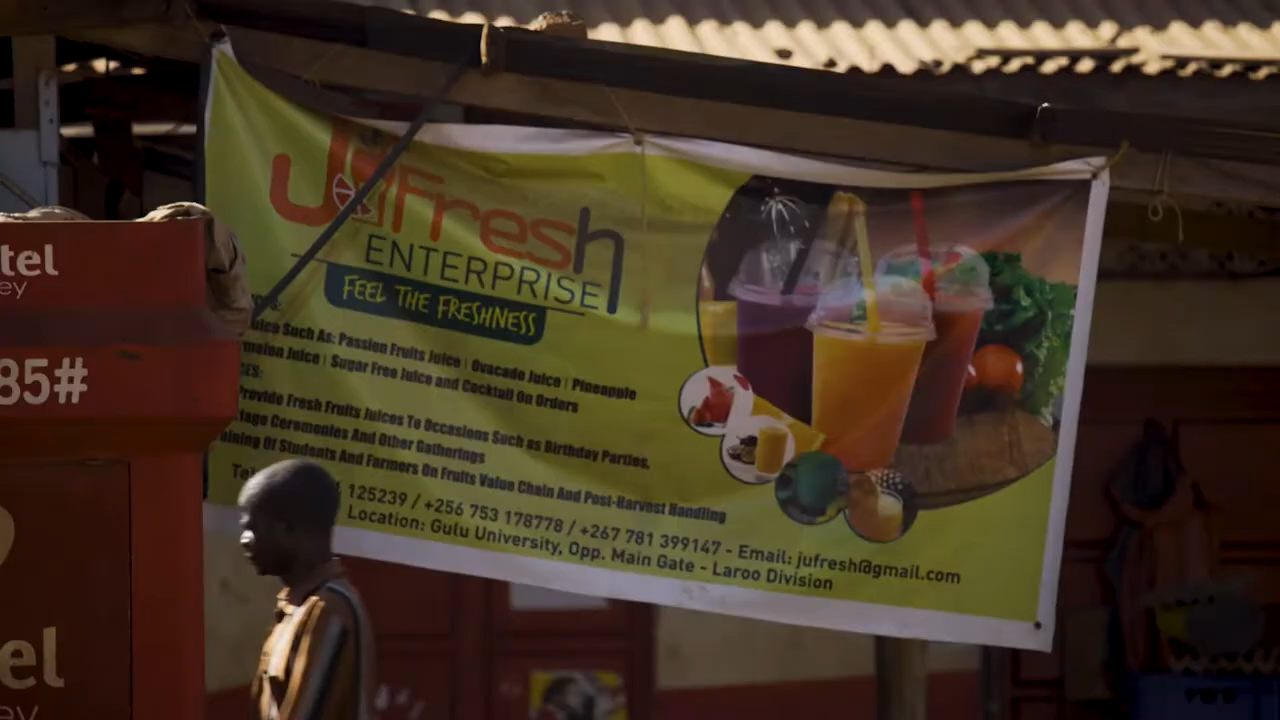 JuFresh
ENTERPRISE
FEEL THE FRESHNESS
Juice Such As: Passion Fruits Juice | Ovacado Juice | Pineapple
Juice | Sugar Free Juice and Cocktail On Orders
Provide Fresh Fruits Juices To Occasions Such as Birthday Parties,
Ceremonies And Other Gatherings
Of Students And Farmers On Fruits Value Chain And Post-Harvest Handling
125239 / +256 753 178778 / +267 781 399147 - Email: jufresh@gmail.com
Location: Gulu University, Opp. Main Gate - Laroo Division
tel
ey
85#
el
ey